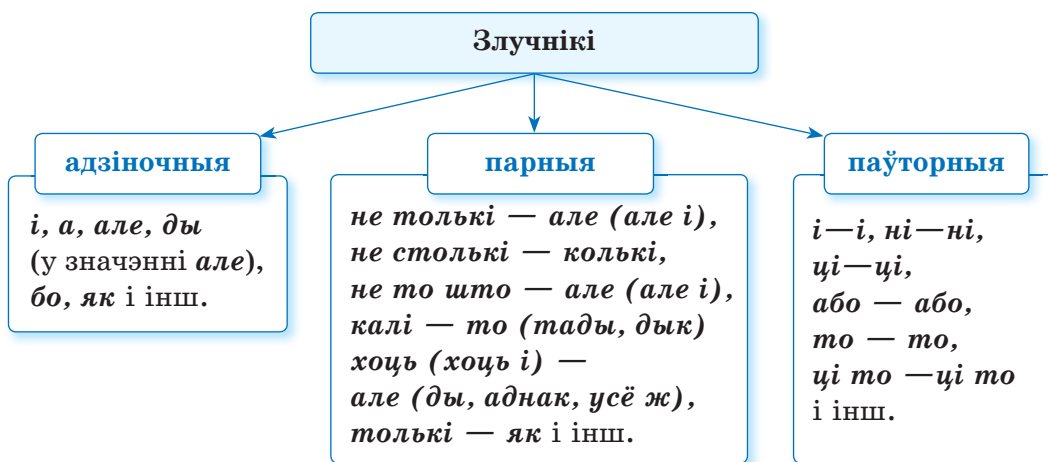 Злучнікі
адзіночныя
і, а, але, ды
(у значэнні але),
бо, як і інш.
парныя
не толькі — але (але і),
не столькі — колькі,
не то што — але (але і),
калі — то (тады, дык)
хоць (хоць і) —
але (ды, аднак, усё ж),
толькі — як і інш.
паўторныя
і—і, ні—ні,
ці—ці,
або — або,
то — то,
ці то —ці то
і інш.